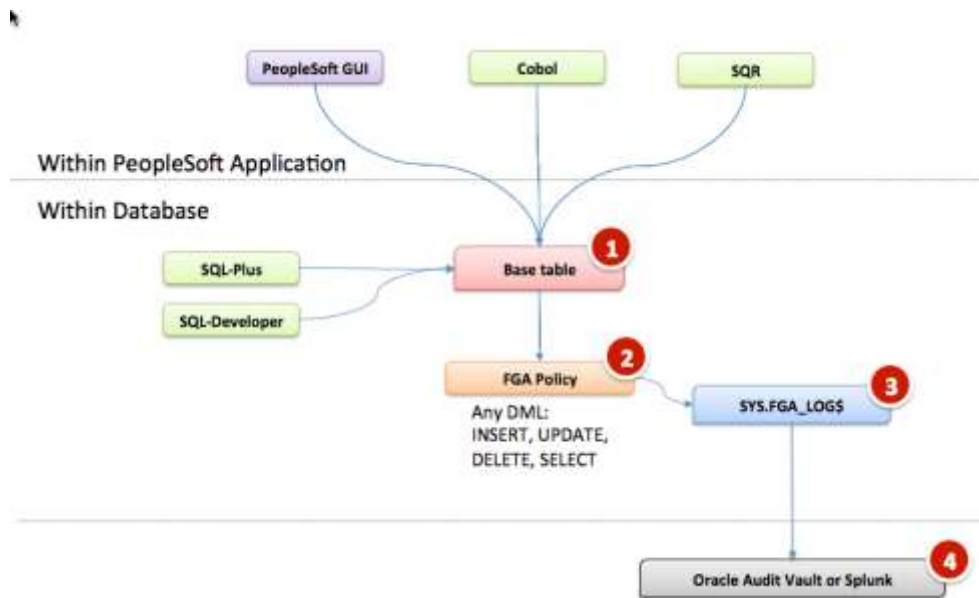 PeopleSoft GUI
Cobol
SQR
Within PeopleSoft Application
Within Database
1
Base table
SQL-Plus
SQL-Developer
2
FGA Policy
3
SYS.FGA_LOG$
Any DML:
INSERT, UPDATE,
DELETE, SELECT
4
Oracle Audit Vault or Splunk